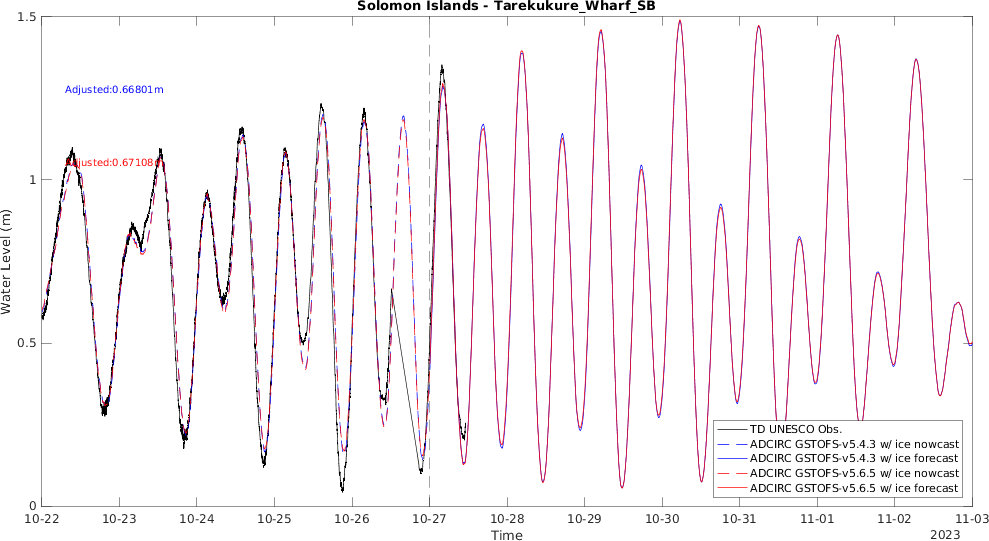 Solomon Islands - Tarekukure_Wharf_SB
Water Level (m)
1.5
1
0.5
0
Adjusted:0.66801m
Adjusted:0.67108
TD UNESCO Obs.
ADCIRC GSTOFS-v5.4.3 w/ ice nowcast
ADCIRC GSTOFS-v5.4.3 w/ ice forecast
ADCIRC GSTOFS-v5.6.5 w/ ice nowcast
ADCIRC GSTOFS-v5.6.5 w/ ice forecast
10-22 10-23 10-24 10-25 10-26 10-27 10-28 10-29 10-30 10-31 11-01 11-02 11-03
Time
2023